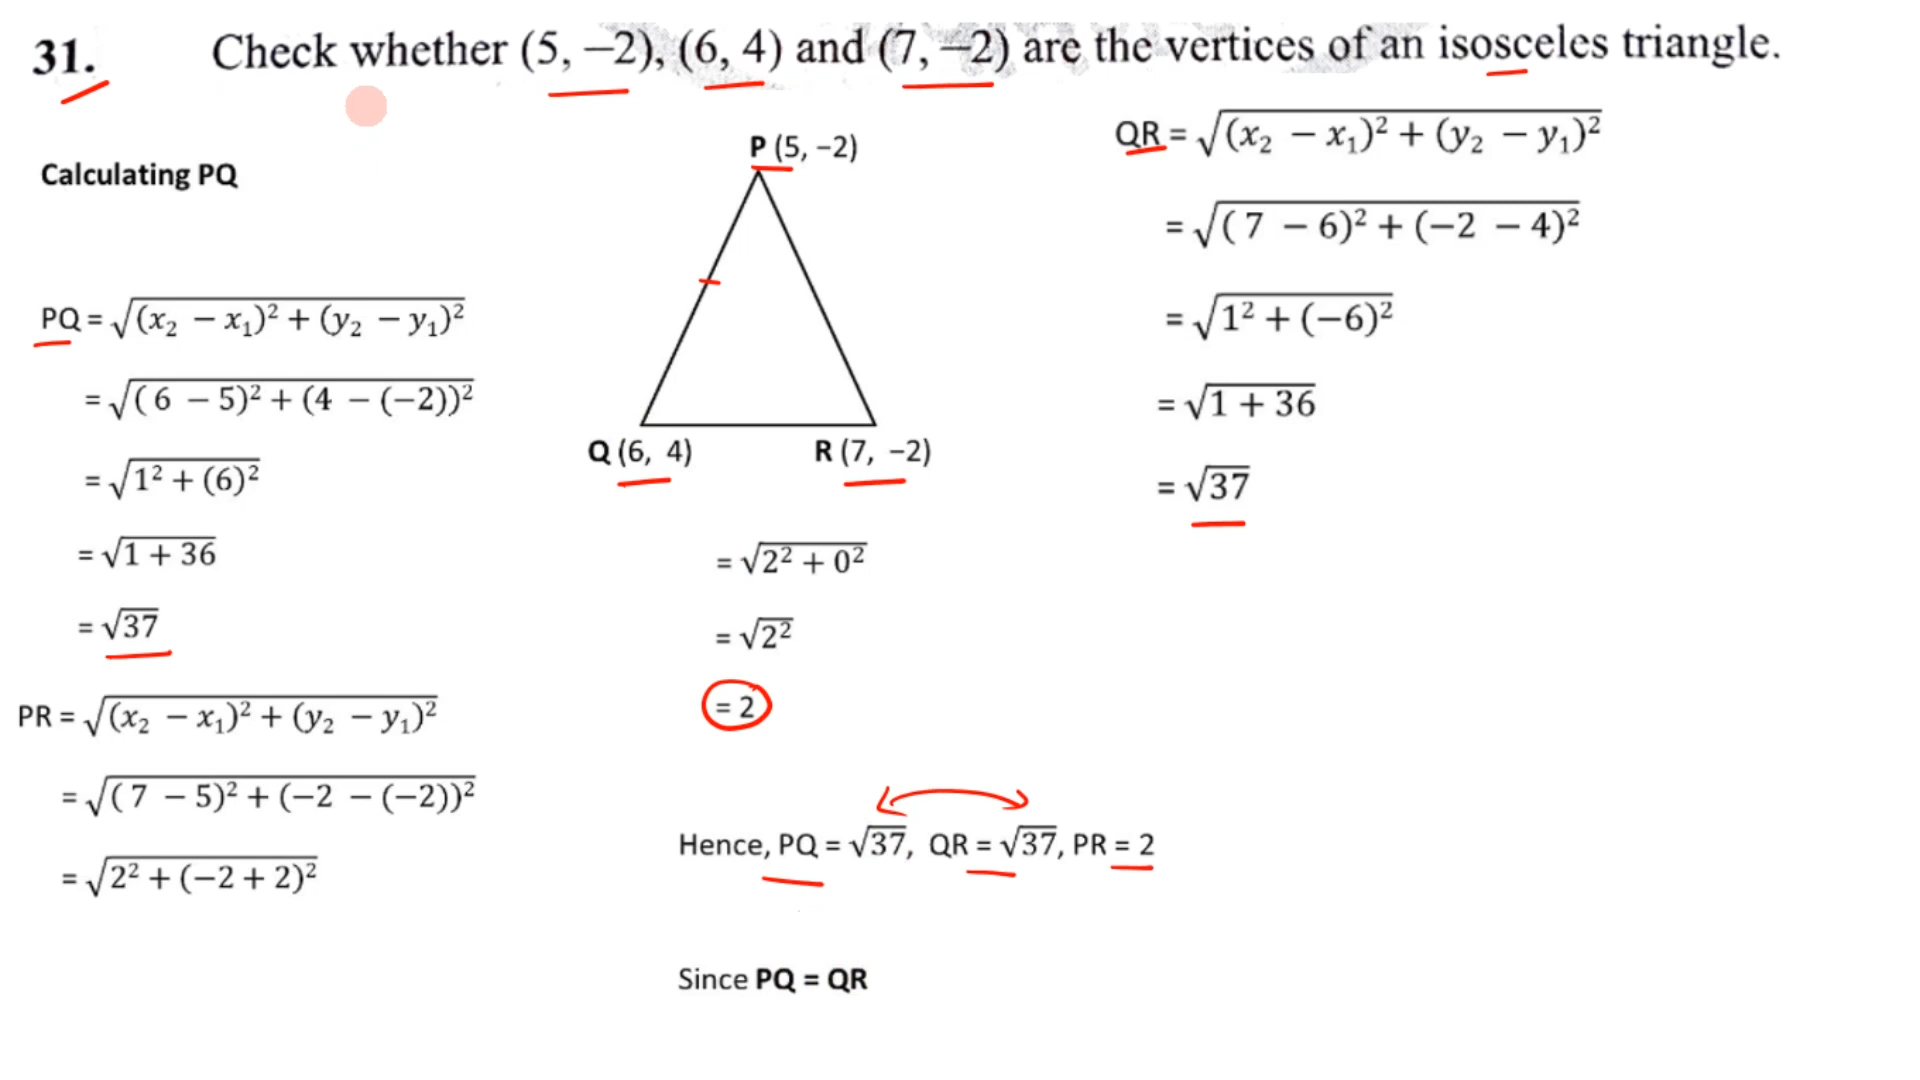 31. Check whether (5, −2), (6, 4) and (7, −2) are the vertices of an isosceles triangle.
Calculating PQ
PQ = √(x₂ − x₁)² + (y₂ − y₁)²
= √( 6 − 5)² + (4 − (−2))²
= √1² + (6)²
= √1 + 36
= √37
PR = √(x₂ − x₁)² + (y₂ − y₁)²
= √( 7 − 5)² + (−2 − (−2))²
= √2² + (−2 + 2)²
P (5, −2)
Q (6, 4) R (7, −2)
= √2² + 0²
= √2²
= 2
QR = √(x₂ − x₁)² + (y₂ − y₁)²
= √( 7 − 6)² + (−2 − 4)²
= √1² + (−6)²
= √1 + 36
= √37
Hence, PQ = √37, QR = √37, PR = 2
Since PQ = QR